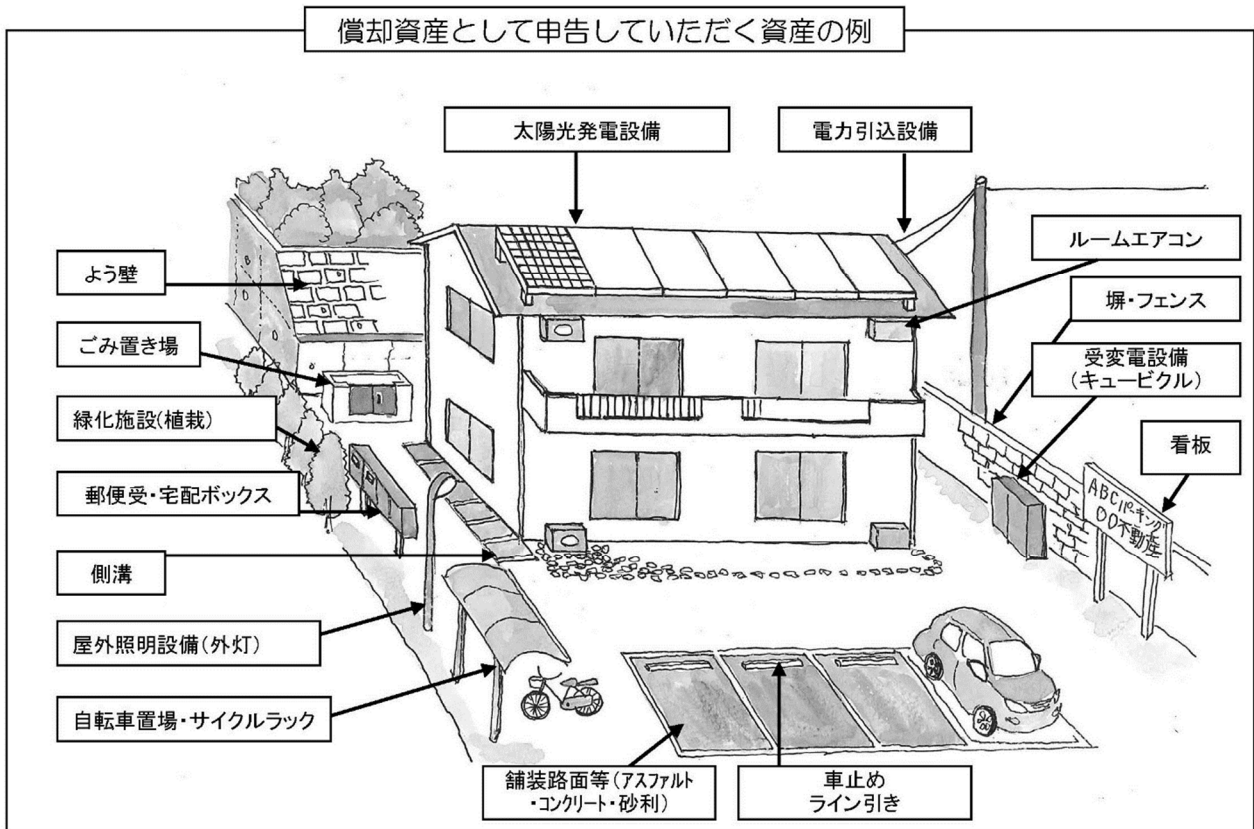 償却資産として申告していただく資産の例
太陽光発電設備
電力引込設備
ルームエアコン
よう壁
塀・フェンス
ごみ置き場
受変電設備
(キュービクル)
緑化施設(植栽)
看板
郵便受・宅配ボックス
ABCパーキング
〇〇不動産
側溝
屋外照明設備(外灯)
自転車置場・サイクルラック
舗装路面等(アスファルト
・コンクリート・砂利)
車止め
ライン引き